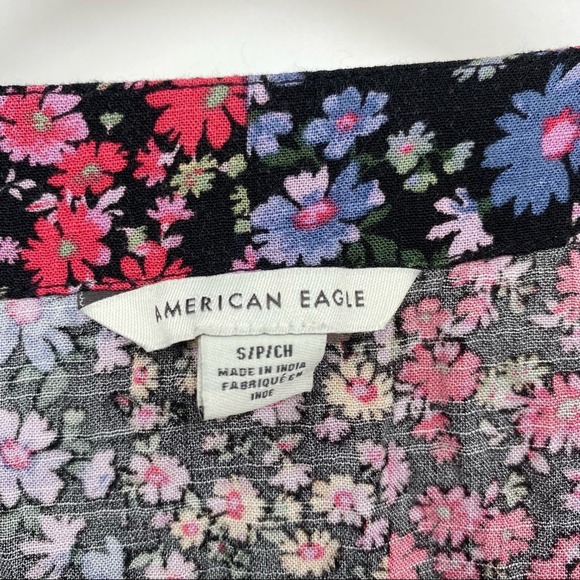 AMERICAN EAGLE
S/P/CH
MADE IN INDIA
FABRIQUÉ EN
INDE